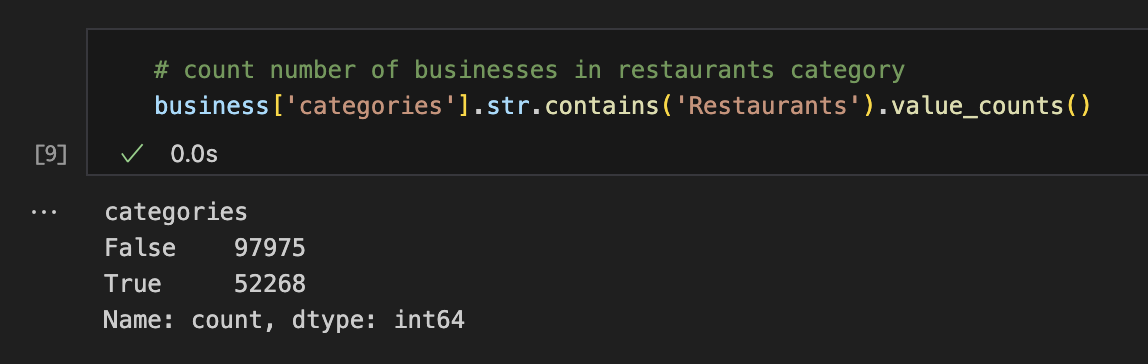 # count number of businesses in restaurants category
business['categories'].str.contains('Restaurants').value_counts()
[9] 0.0s
... categories
False    97975
True     52268
Name: count, dtype: int64